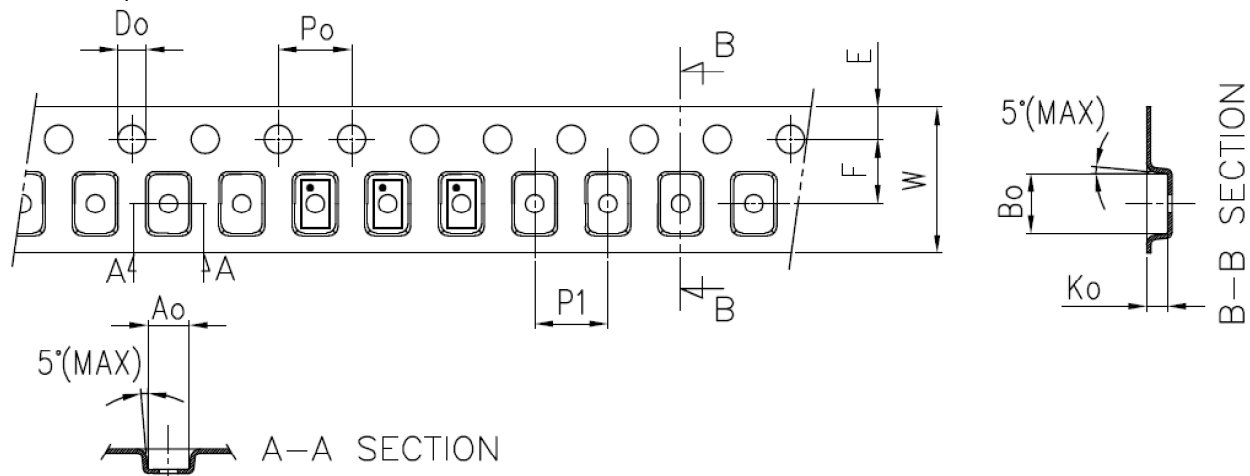 Do
Po
B
E
5°(MAX)
F
W
Bo
B-B SECTION
A
A
Ao
P1
B
Ko
5°(MAX)
A-A SECTION